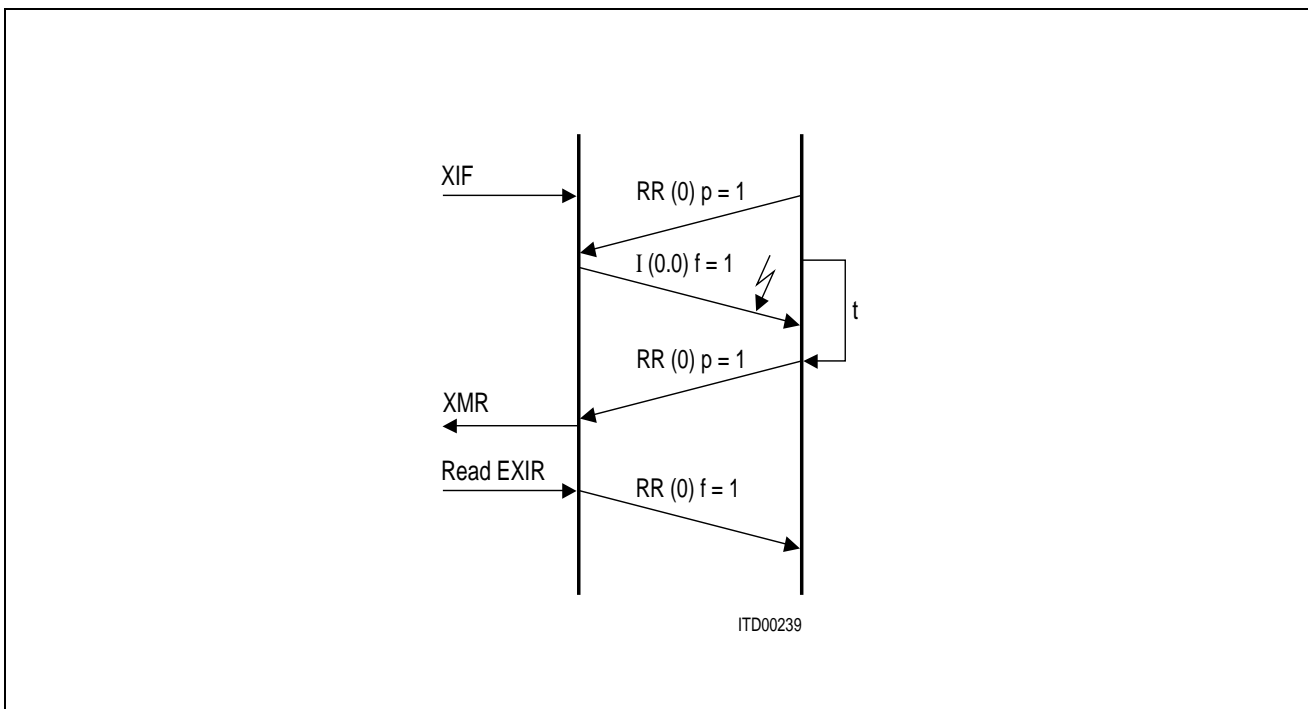 XIF
RR (0) p = 1
I (0.0) f = 1
t
RR (0) p = 1
XMR
Read EXIR
RR (0) f = 1
ITD00239